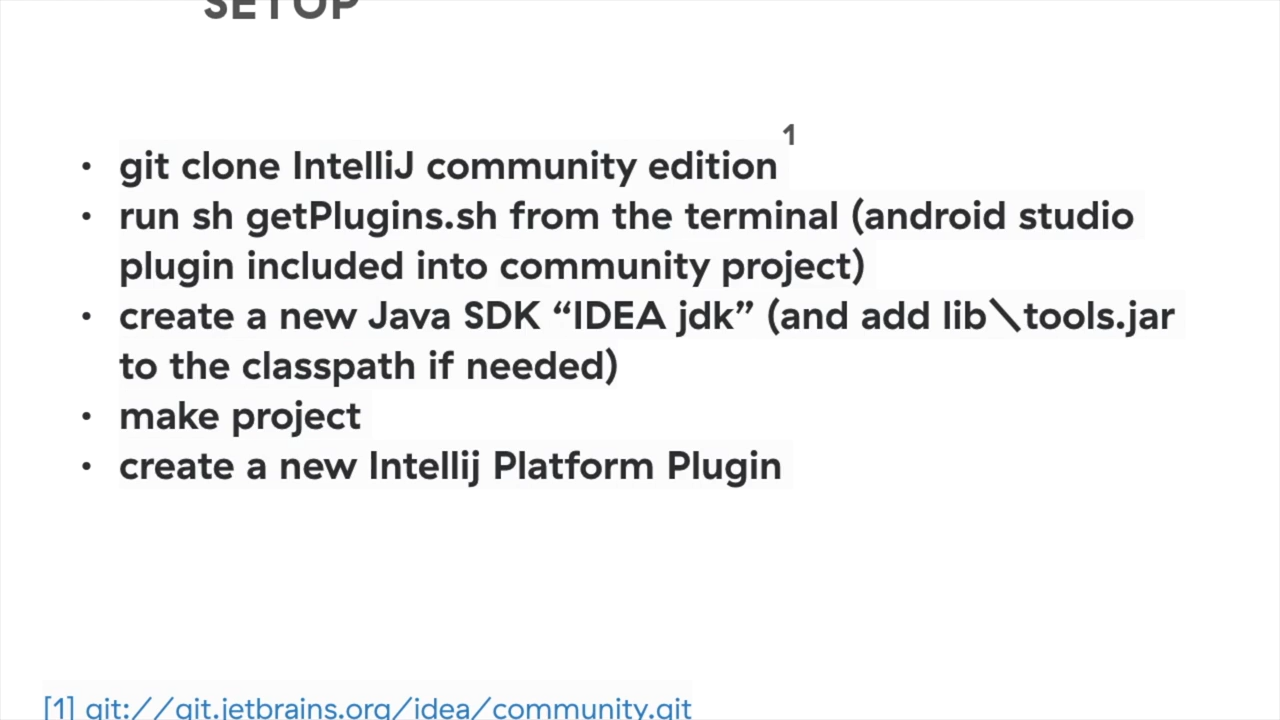 SETUP
1
• git clone IntelliJ community edition
• run sh getPlugins.sh from the terminal (android studio
plugin included into community project)
• create a new Java SDK “IDEA jdk” (and add lib\tools.jar
to the classpath if needed)
• make project
• create a new Intellij Platform Plugin
[1] git://git.jetbrains.org/idea/community.git